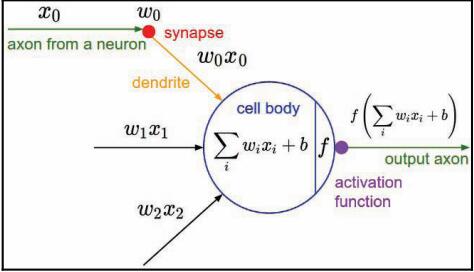 x₀ w₀
axon from a neuron synapse
w₀x₀
dendrite
cell body
f(∑ᵢ wᵢxᵢ + b)
w₁x₁
∑ᵢ wᵢxᵢ + b f
output axon
activation
function
w₂x₂